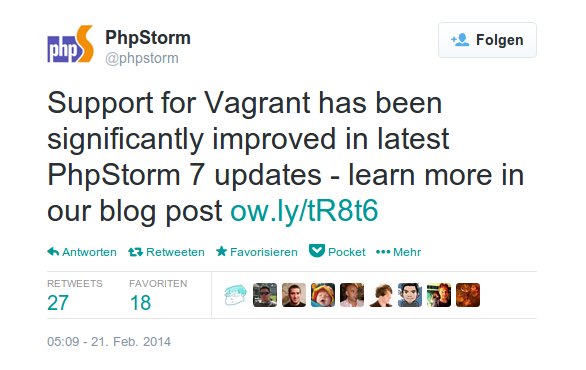 php
PhpStorm
@phpstorm
Folgen
Support for Vagrant has been
significantly improved in latest
PhpStorm 7 updates - learn more in
our blog post ow.ly/tR8t6
Antworten Retweeten Favorisieren Pocket Mehr
RETWEETS FAVORITEN
27 18
05:09 - 21. Feb. 2014